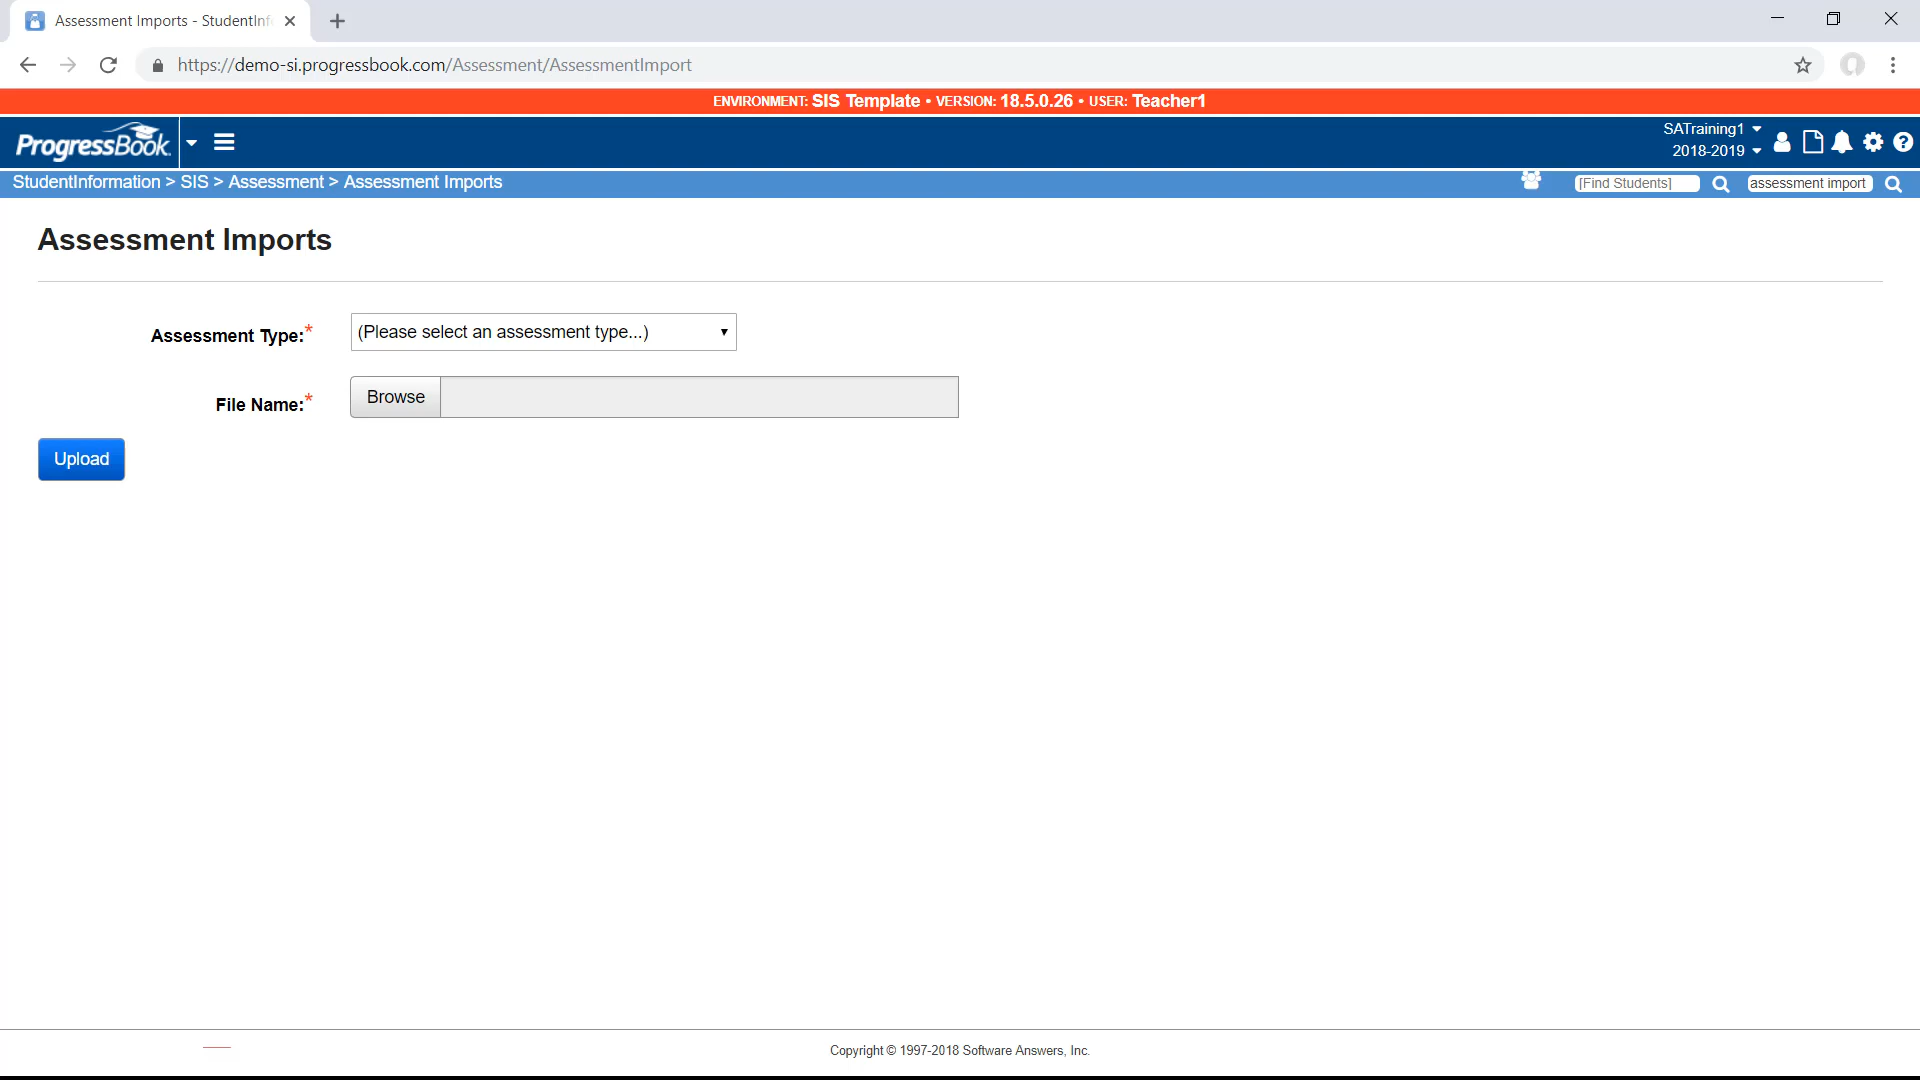 Assessment Imports - StudentInf
https://demo-si.progressbook.com/Assessment/AssessmentImport
ENVIRONMENT: SIS Template • VERSION: 18.5.0.26 • USER: Teacher1
ProgressBook
SATraining1
2018-2019
StudentInformation > SIS > Assessment > Assessment Imports
[Find Students]
assessment import
Assessment Imports
Assessment Type:*
(Please select an assessment type...)
File Name:*
Browse
Upload
Copyright © 1997-2018 Software Answers, Inc.